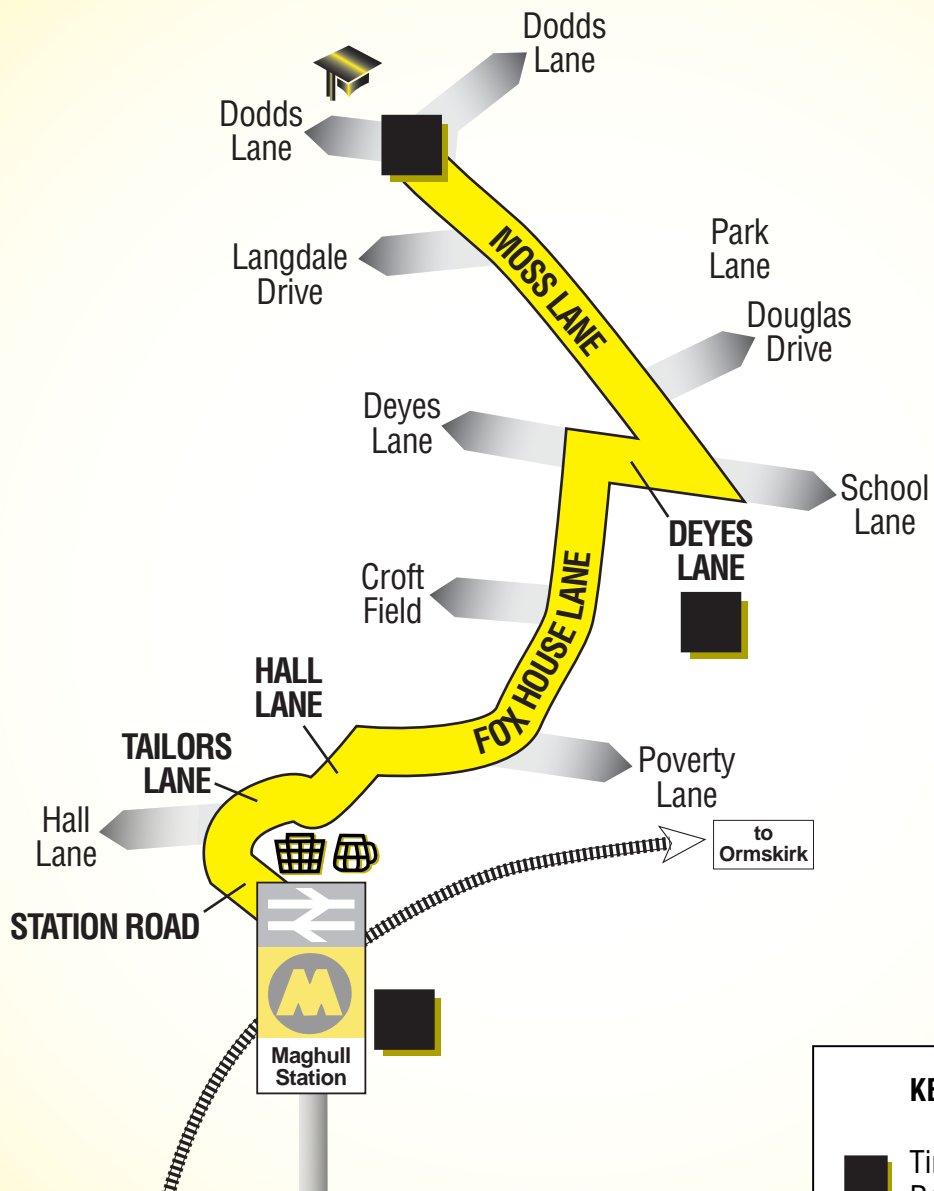 Dodds
Lane
Dodds
Lane
MOSS LANE
Park
Lane
Langdale
Drive
Douglas
Drive
Deyes
Lane
School
Lane
DEYES
LANE
Croft
Field
FOX HOUSE LANE
HALL
LANE
TAILORS
LANE
Poverty
Lane
Hall
Lane
to
Ormskirk
STATION ROAD
M
Maghull
Station